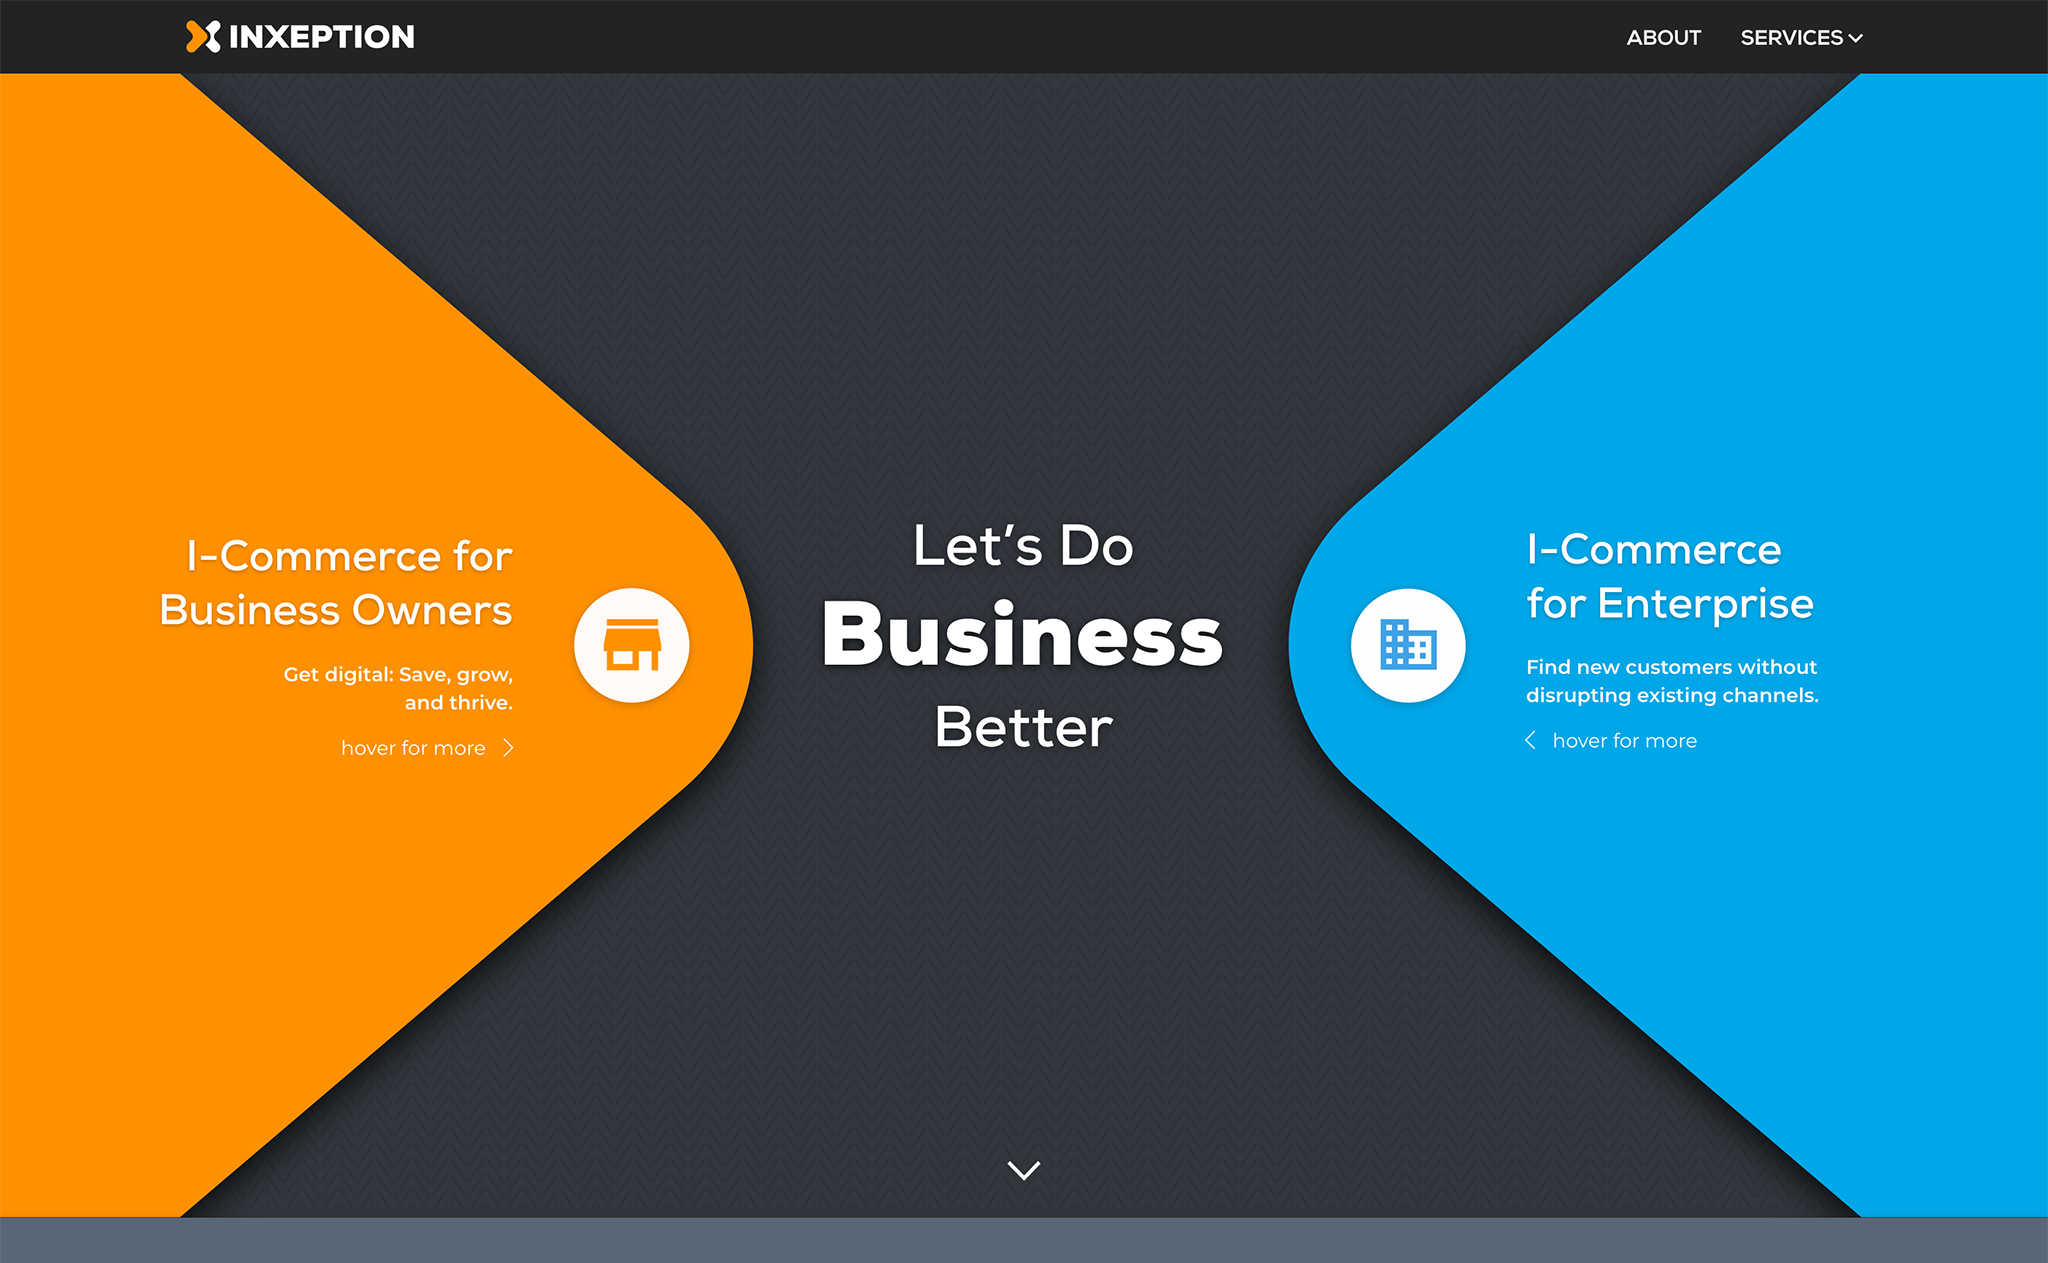 INXEPTION
ABOUT
SERVICES
I-Commerce for
Business Owners
Get digital: Save, grow,
and thrive.
hover for more
Let's Do
Business
Better
I-Commerce
for Enterprise
Find new customers without
disrupting existing channels.
hover for more